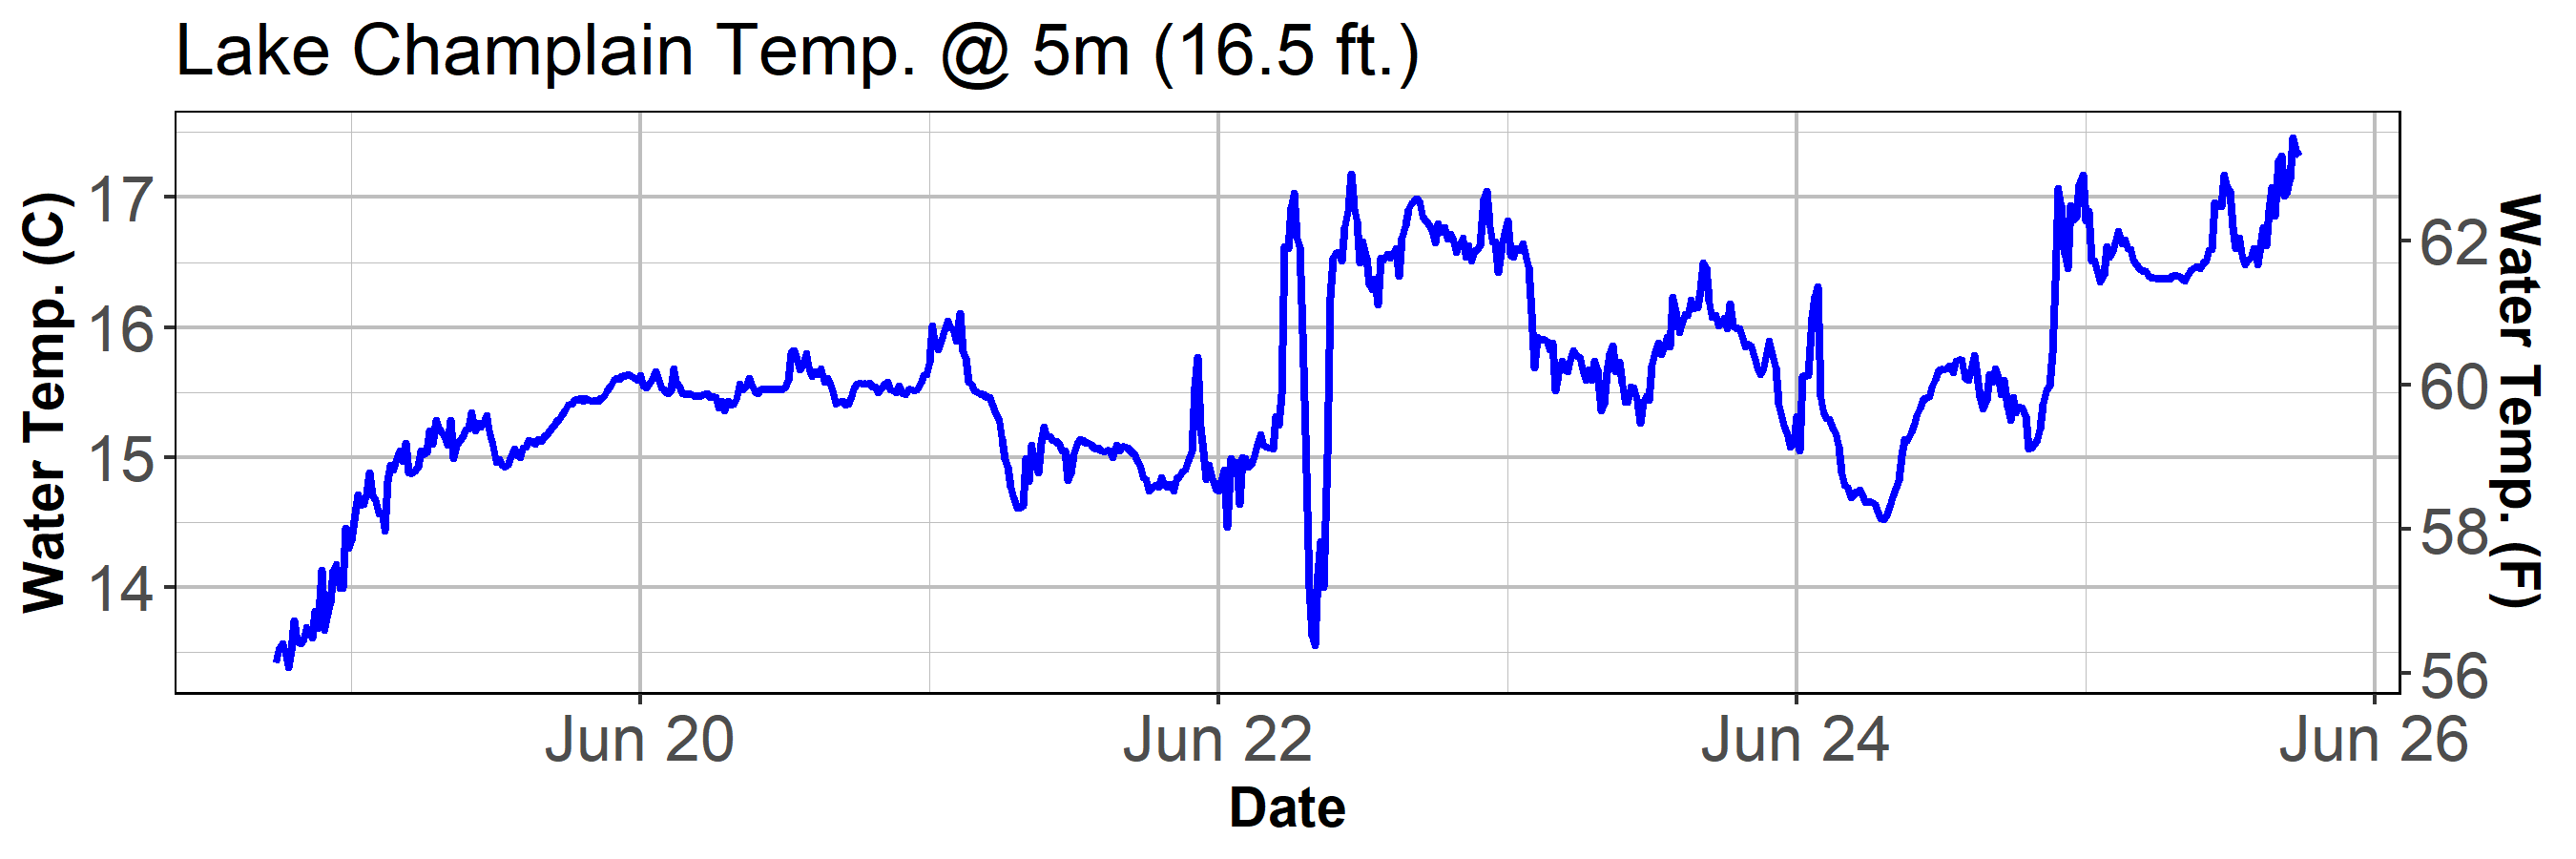 Lake Champlain Temp. @ 5m (16.5 ft.)
Water Temp. (C)
17
16
15
14
62
60
58
56
Water Temp. (F)
Jun 20
Jun 22
Jun 24
Jun 26
Date